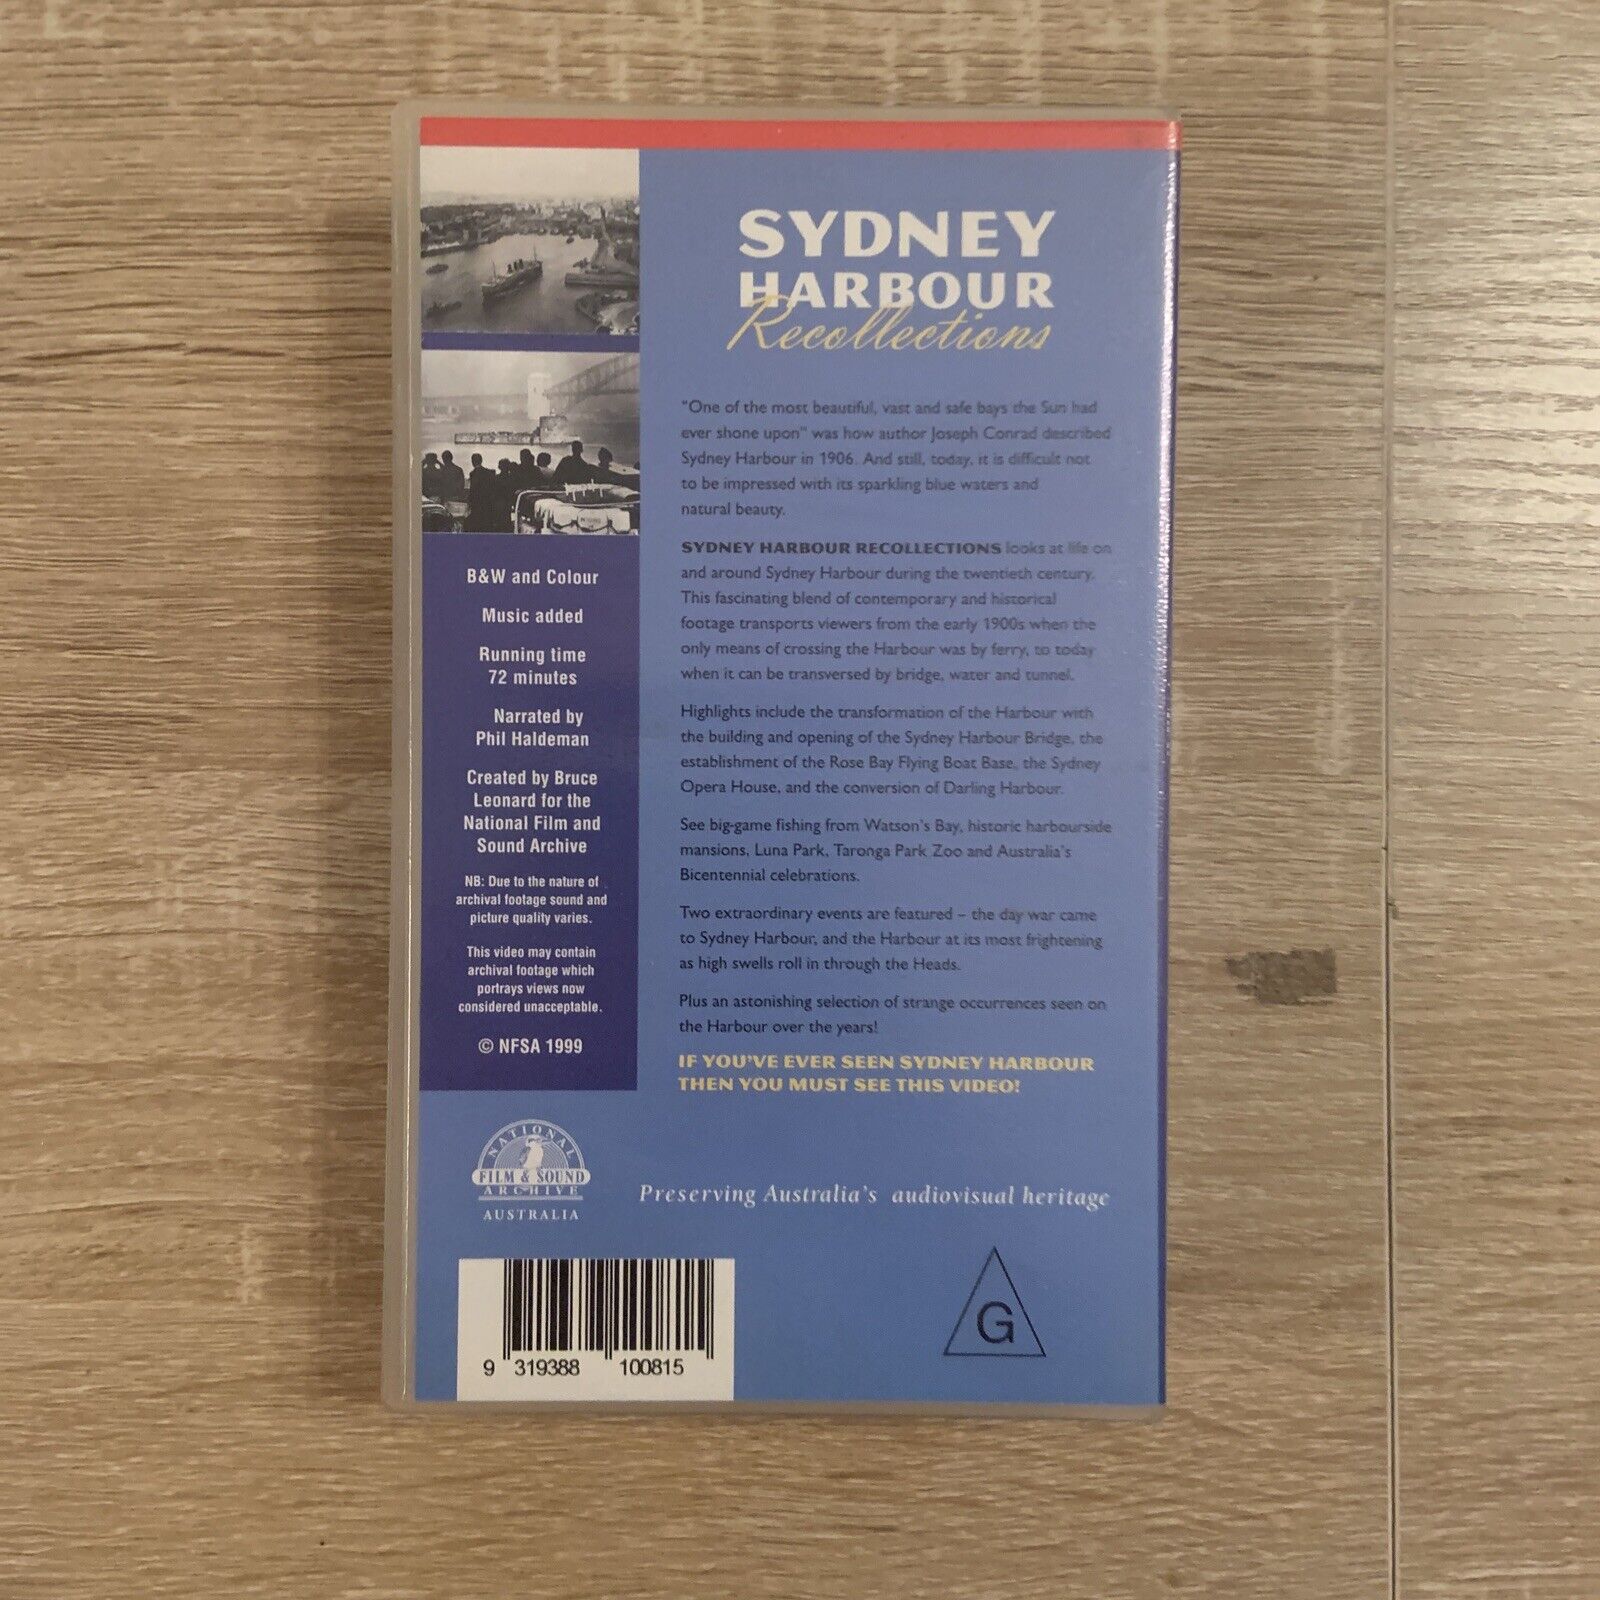 SYDNEY
HARBOUR
Recollections
"One of the most beautiful, vast and safe bays the Sun had
ever shone upon" was how author Joseph Conrad described
Sydney Harbour in 1906. And still, today, it is difficult not
to be impressed with its sparkling blue waters and
natural beauty.
SYDNEY HARBOUR RECOLLECTIONS looks at life on
and around Sydney Harbour during the twentieth century.
This fascinating blend of contemporary and historical
footage transports viewers from the early 1900s when the
only means of crossing the Harbour was by ferry, to today
when it can be transversed by bridge, water and tunnel.
Highlights include the transformation of the Harbour with
the building and opening of the Sydney Harbour Bridge, the
establishment of the Rose Bay Flying Boat Base, the Sydney
Opera House, and the conversion of Darling Harbour.
See big-game fishing from Watson's Bay, historic harbourside
mansions, Luna Park, Taronga Park Zoo and Australia's
Bicentennial celebrations.
Two extraordinary events are featured – the day war came
to Sydney Harbour, and the Harbour at its most frightening
as high swells roll in through the Heads.
Plus an astonishing selection of strange occurrences seen on
the Harbour over the years!
IF YOU'VE EVER SEEN SYDNEY HARBOUR
THEN YOU MUST SEE THIS VIDEO!
B&W and Colour
Music added
Running time
72 minutes
Narrated by
Phil Haldeman
Created by Bruce
Leonard for the
National Film and
Sound Archive
NB: Due to the nature of
archival footage sound and
picture quality varies.
This video may contain
archival footage which
portrays views now
considered unacceptable.
© NFSA 1999
NATIONAL
FILM & SOUND
ARCHIVE
AUSTRALIA
Preserving Australia's audiovisual heritage
9 319388 100815
G